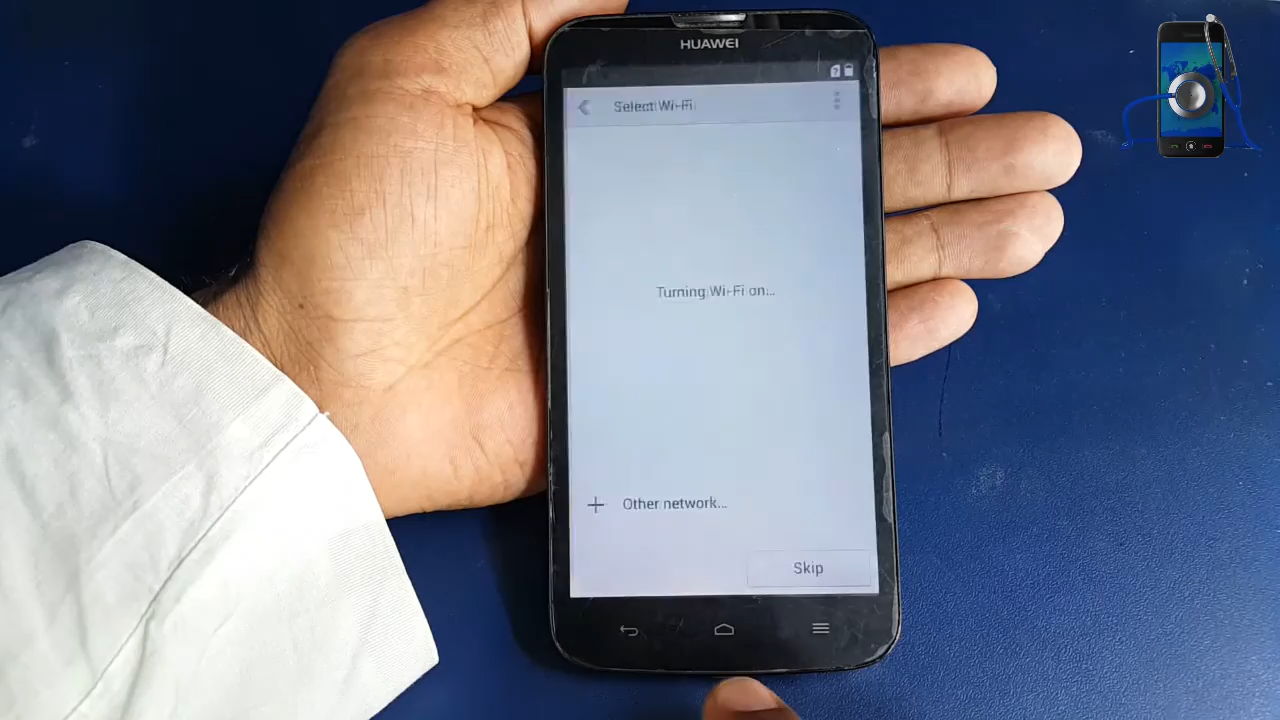 HUAWEI
Select Wi-Fi
Turning Wi-Fi on...
Other network...
Skip